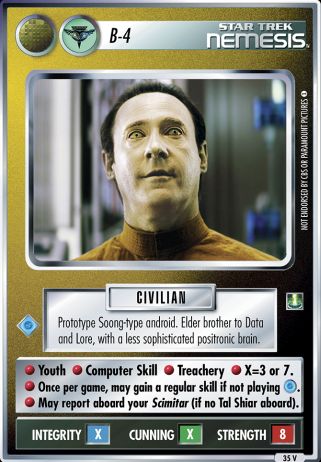 B-4
STAR TREK
NEMESIS™
NOT ENDORSED BY CBS OR PARAMOUNT PICTURES
CIVILIAN
Prototype Soong-type android. Elder brother to Data
and Lore, with a less sophisticated positronic brain.
Youth • Computer Skill • Treachery • X=3 or 7.
Once per game, may gain a regular skill if not playing
May report aboard your Scimitar (if no Tal Shiar aboard).
INTEGRITY X CUNNING X STRENGTH 8
35 V